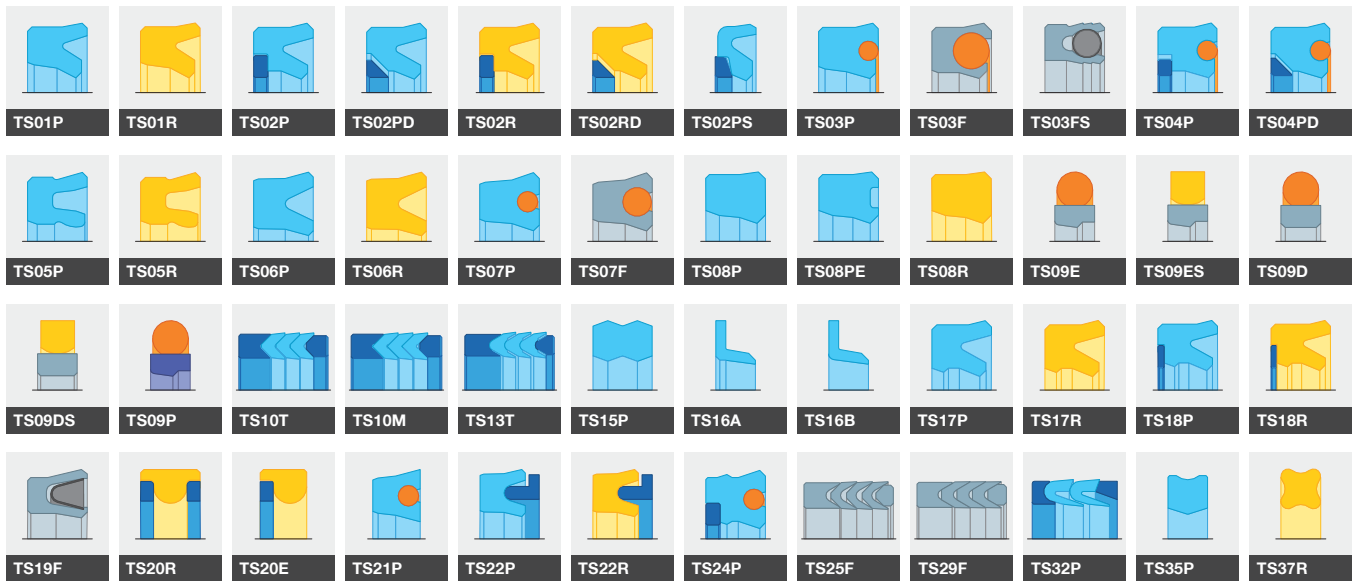 TS01P TS01R TS02P TS02PD TS02R TS02RD TS02PS TS03P TS03F TS03FS TS04P TS04PD
TS05P TS05R TS06P TS06R TS07P TS07F TS08P TS08PE TS08R TS09E TS09ES TS09D
TS09DS TS09P TS10T TS10M TS13T TS15P TS16A TS16B TS17P TS17R TS18P TS18R
TS19F TS20R TS20E TS21P TS22P TS22R TS24P TS25F TS29F TS32P TS35P TS37R